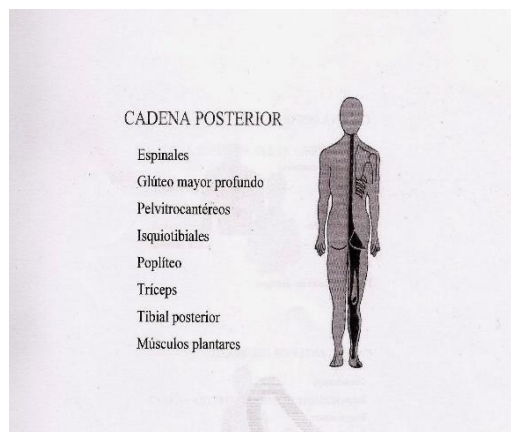 CADENA POSTERIOR
Espinales
Glúteo mayor profundo
Pelvitrocantéreos
Isquiotibiales
Poplíteo
Tríceps
Tibial posterior
Músculos plantares